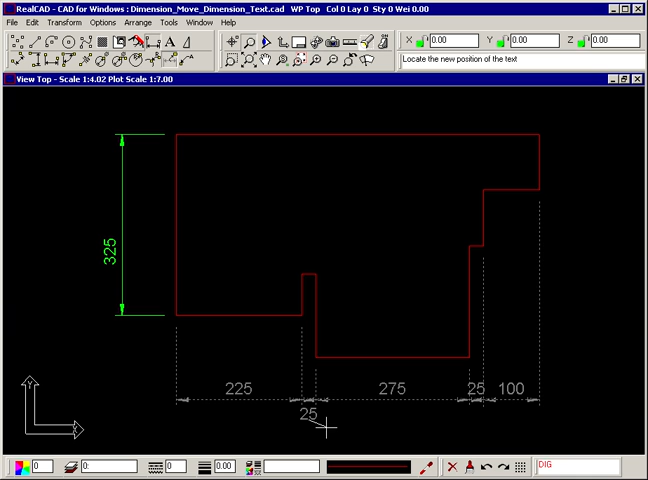 RealCAD - CAD for Windows : Dimension_Move_Dimension_Text.cad WP Top Col 0 Lay 0 Sty 0 Wei 0.00
File Edit Transform Options Arrange Tools Window Help
X 0.00 Y 0.00 Z 0.00
Locate the new position of the text
View Top - Scale 1:4.02 Plot Scale 1:7.00
325
225 275 25 100
25
Y
X
0 0: 0 0.00 DIG